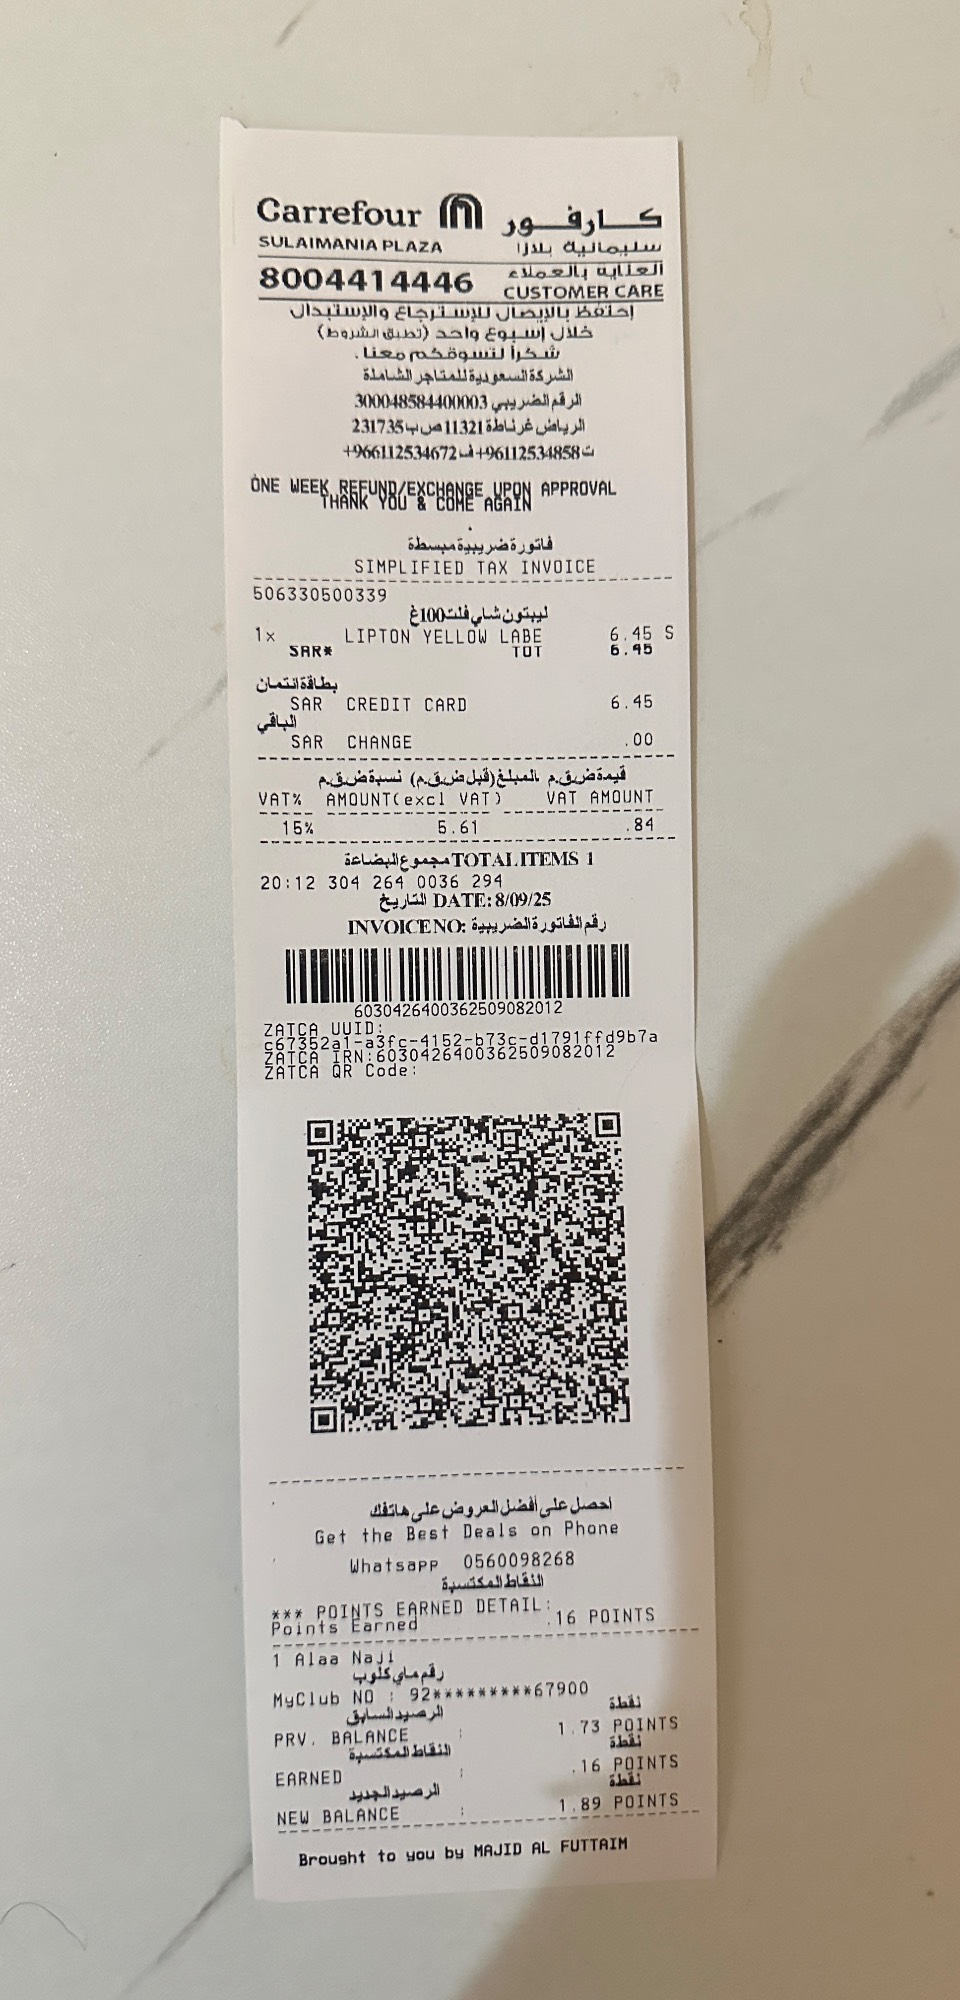 Carrefour كارفور
SULAIMANIA PLAZA سليمانية بلازا
8004414446 العناية بالعملاء
CUSTOMER CARE
إحتفظ بالإيصال للإسترجاع والإستبدال
خلال إسبوع واحد (تطبق الشروط)
شكراً لتسوقكم معنا.
الشركة السعودية للمتاجر الشاملة
الرقم الضريبي 300048584400003
الرياض غرناطة 11321 ص ب 231735
ت 96112534858+ ف 966112534672+
ONE WEEK REFUND/EXCHANGE UPON APPROVAL
THANK YOU & COME AGAIN
فاتورة ضريبية مبسطة
SIMPLIFIED TAX INVOICE
506330500339
ليبتون شاي فلت 100غ
1x LIPTON YELLOW LABE 6.45 S
SAR* TOT 6.45
بطاقة ائتمان
SAR CREDIT CARD 6.45
الباقي
SAR CHANGE .00
قيمة ض.ق.م المبلغ (قبل ض.ق.م) نسبة ض.ق.م
VAT% AMOUNT(excl VAT) VAT AMOUNT
15% 5.61 .84
مجموع البضاعة TOTAL ITEMS 1
20:12 304 264 0036 294
التاريخ DATE: 8/09/25
INVOICE NO: رقم الفاتورة الضريبية
6030426400362509082012
ZATCA UUID:
c67352a1-a3fc-4152-b73c-d1791ffd9b7a
ZATCA IRN:6030426400362509082012
ZATCA QR Code:
أحصل على أفضل العروض على هاتفك
Get the Best Deals on Phone
Whatsapp 0560098268
النقاط المكتسبة
*** POINTS EARNED DETAIL:
Points Earned .16 POINTS
1 Alaa Naji
رقم ماي كلوب
MyClub NO : 92*********67900
الرصيد السابق نقطة
PRV. BALANCE : 1.73 POINTS
النقاط المكتسبة نقطة
EARNED : .16 POINTS
الرصيد الجديد نقطة
NEW BALANCE : 1.89 POINTS
Brought to you by MAJID AL FUTTAIM